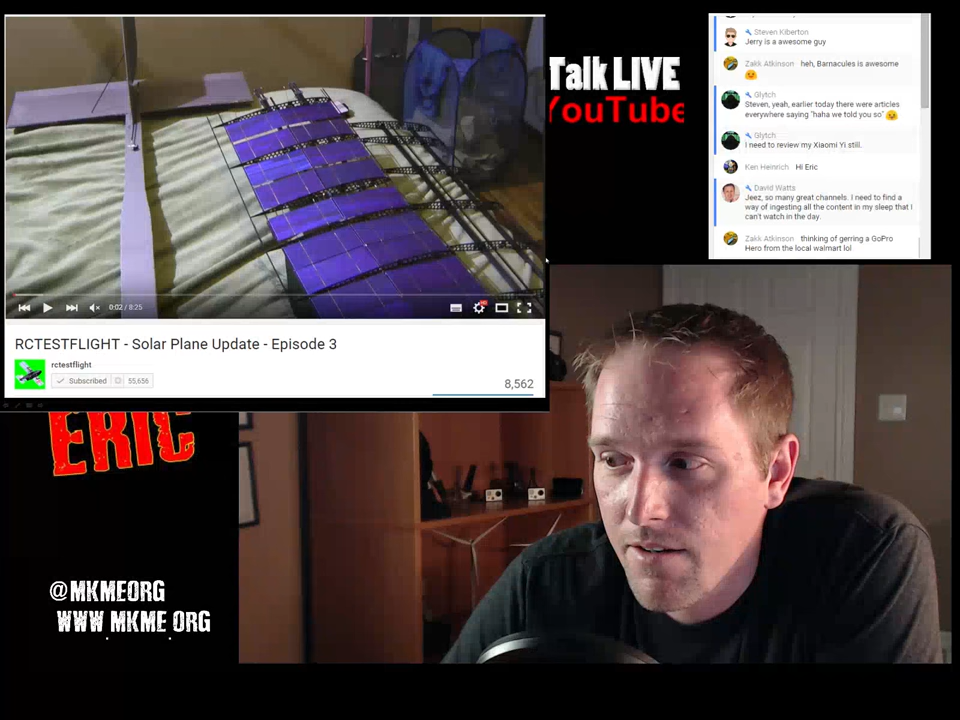 Talk LIVE
YouTube
Steven Kiberton
Jerry is a awesome guy
Zakk Atkinson heh, Barnacules is awesome
Glytch
Steven, yeah, earlier today there were articles
everywhere saying "haha we told you so"
Glytch
I need to review my Xiaomi Yi still.
Ken Heinrich Hi Eric
David Watts
Jeez, so many great channels. I need to find a
way of ingesting all the content in my sleep that I
can't watch in the day.
Zakk Atkinson thinking of gerring a GoPro
Hero from the local walmart lol
0:02 / 8:25
RCTESTFLIGHT - Solar Plane Update - Episode 3
rctestflight
Subscribed 55,656
8,562
ERIC
@MKMEORG
WWW.MKME.ORG